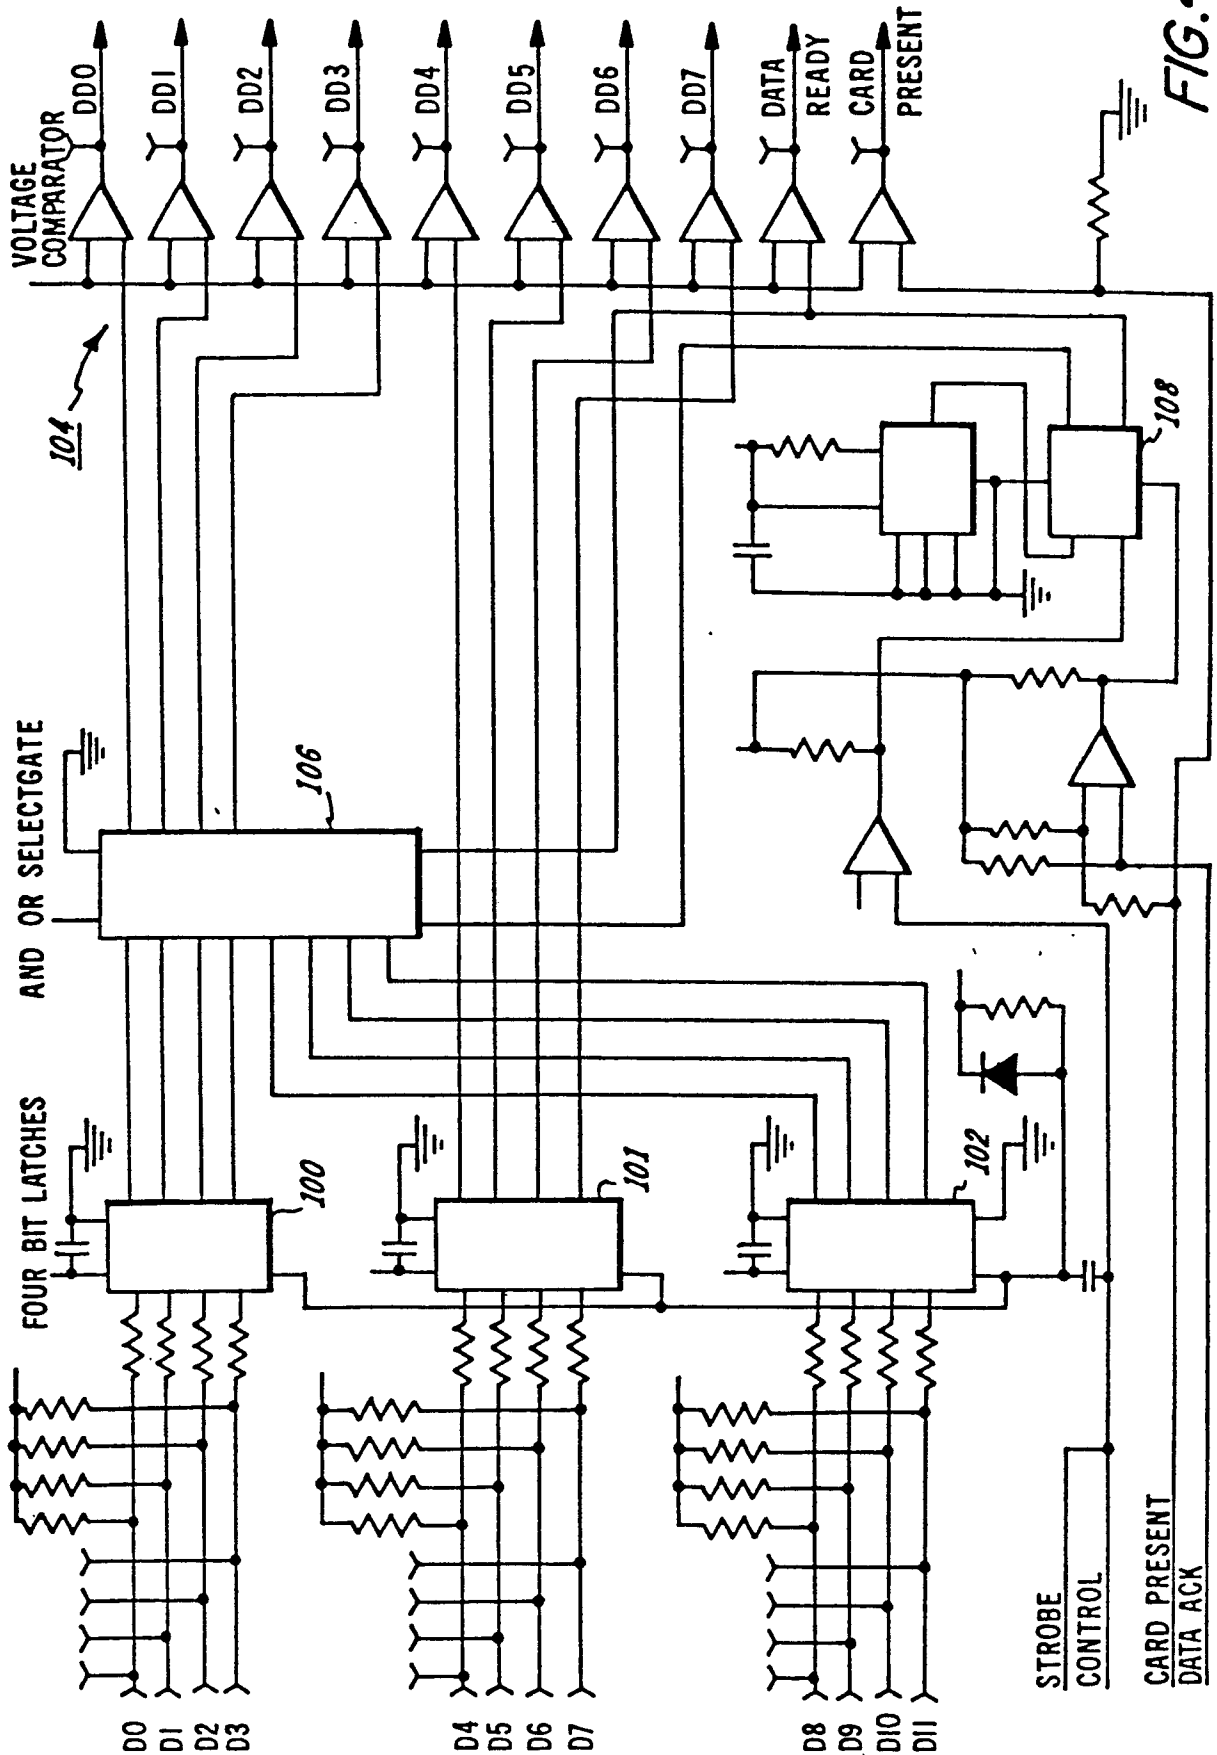 FOUR BIT LATCHES
AND OR SELECTGATE
VOLTAGE
COMPARATOR
104
D0
D1
D2
D3
100
106
DD0
DD1
DD2
DD3
D4
D5
D6
D7
101
DD4
DD5
DD6
DD7
D8
D9
D10
D11
102
108
DATA
READY
CARD
PRESENT
STROBE
CONTROL
CARD PRESENT
DATA ACK
FIG.